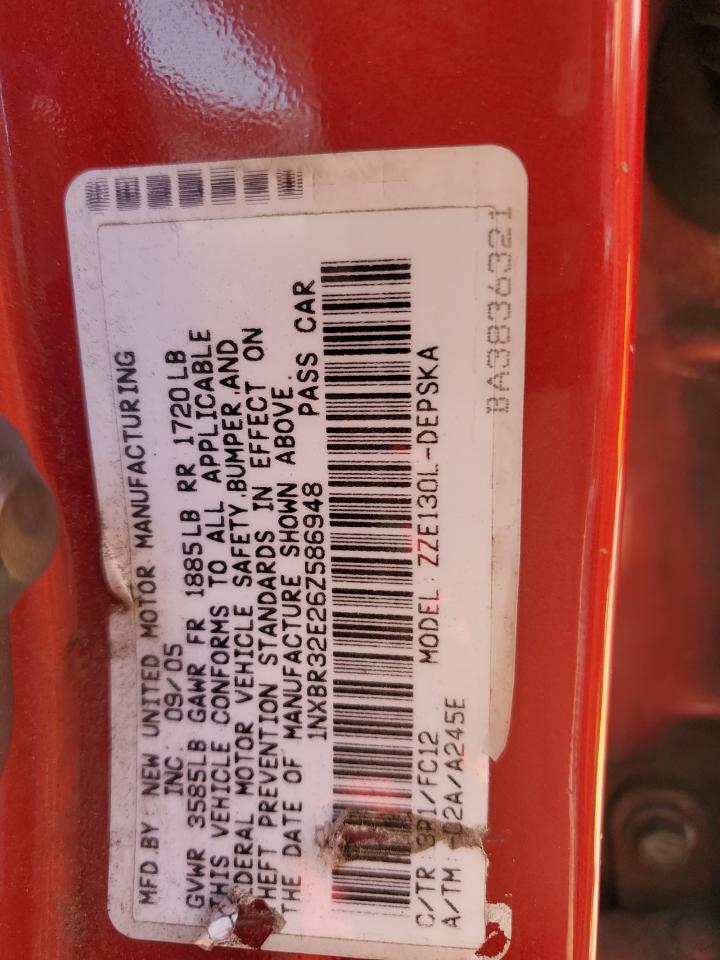 MFD.BY: NEW UNITED MOTOR MANUFACTURING
INC. 09/05
GVWR 3585LB GAWR FR 1885LB RR 1720LB
THIS VEHICLE CONFORMS TO ALL APPLICABLE
FEDERAL MOTOR VEHICLE SAFETY,BUMPER,AND
THEFT PREVENTION STANDARDS IN EFFECT ON
THE DATE OF MANUFACTURE SHOWN ABOVE.
1NXBR32E26Z586948 PASS CAR
MODEL: ZZE130L-DEPSKA
C/TR: 3P1/FC12
A/TM: -02A/A245E
BA3836321